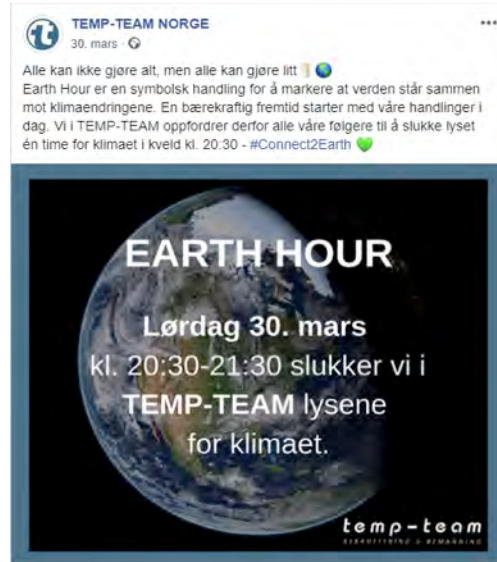 TEMP-TEAM NORGE
30. mars ·
Alle kan ikke gjøre alt, men alle kan gjøre litt
Earth Hour er en symbolsk handling for å markere at verden står sammen
mot klimaendringene. En bærekraftig fremtid starter med våre handlinger i
dag. Vi i TEMP-TEAM oppfordrer derfor alle våre følgere til å slukke lyset
én time for klimaet i kveld kl. 20:30 - #Connect2Earth
EARTH HOUR
Lørdag 30. mars
kl. 20:30-21:30 slukker vi i
TEMP-TEAM lysene
for klimaet.
temp-team
REKRUTTERING & BEMANNING